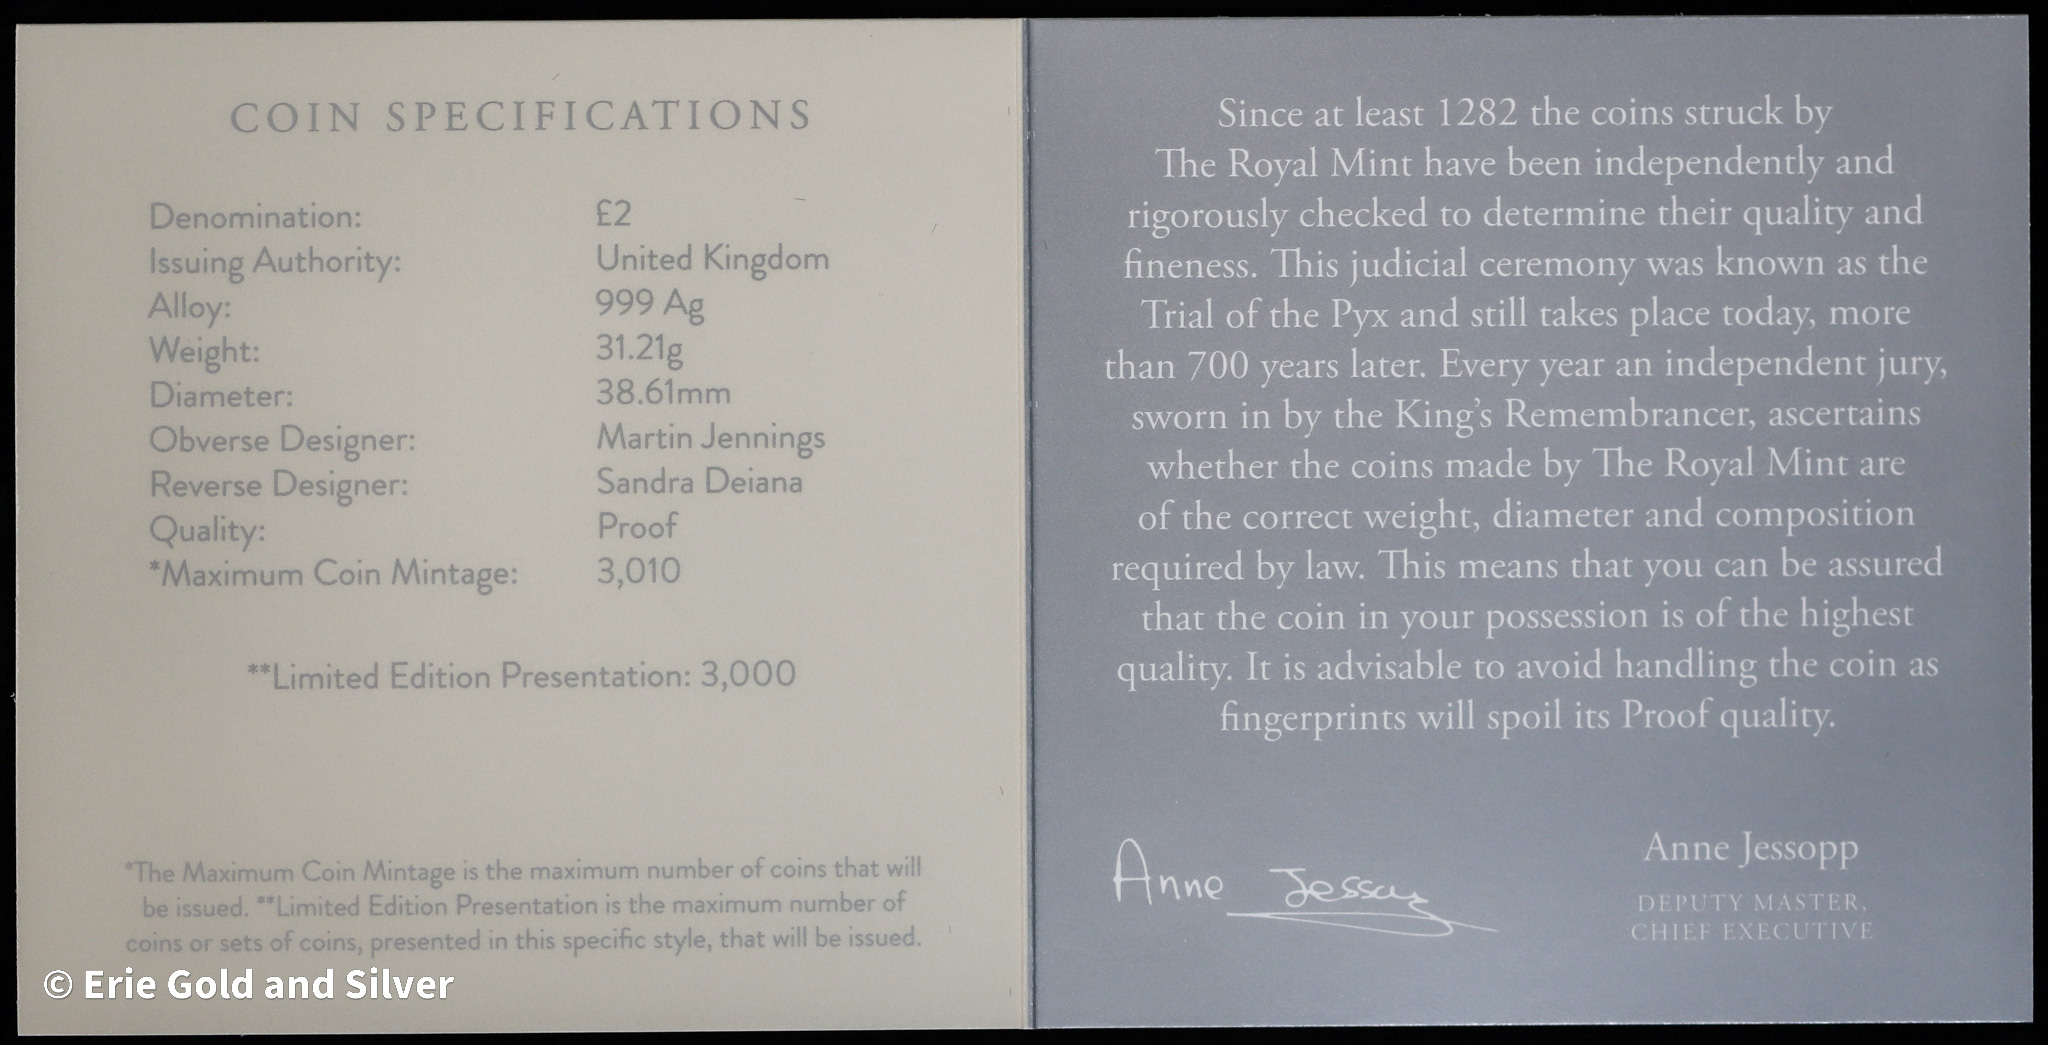 COIN SPECIFICATIONS
Denomination: £2
Issuing Authority: United Kingdom
Alloy: 999 Ag
Weight: 31.21g
Diameter: 38.61mm
Obverse Designer: Martin Jennings
Reverse Designer: Sandra Deiana
Quality: Proof
*Maximum Coin Mintage: 3,010
**Limited Edition Presentation: 3,000
*The Maximum Coin Mintage is the maximum number of coins that will
be issued. **Limited Edition Presentation is the maximum number of
coins or sets of coins, presented in this specific style, that will be issued.
© Erie Gold and Silver
Since at least 1282 the coins struck by
The Royal Mint have been independently and
rigorously checked to determine their quality and
fineness. This judicial ceremony was known as the
Trial of the Pyx and still takes place today, more
than 700 years later. Every year an independent jury,
sworn in by the King's Remembrancer, ascertains
whether the coins made by The Royal Mint are
of the correct weight, diameter and composition
required by law. This means that you can be assured
that the coin in your possession is of the highest
quality. It is advisable to avoid handling the coin as
fingerprints will spoil its Proof quality.
Anne Jessopp
Anne Jessopp
DEPUTY MASTER,
CHIEF EXECUTIVE